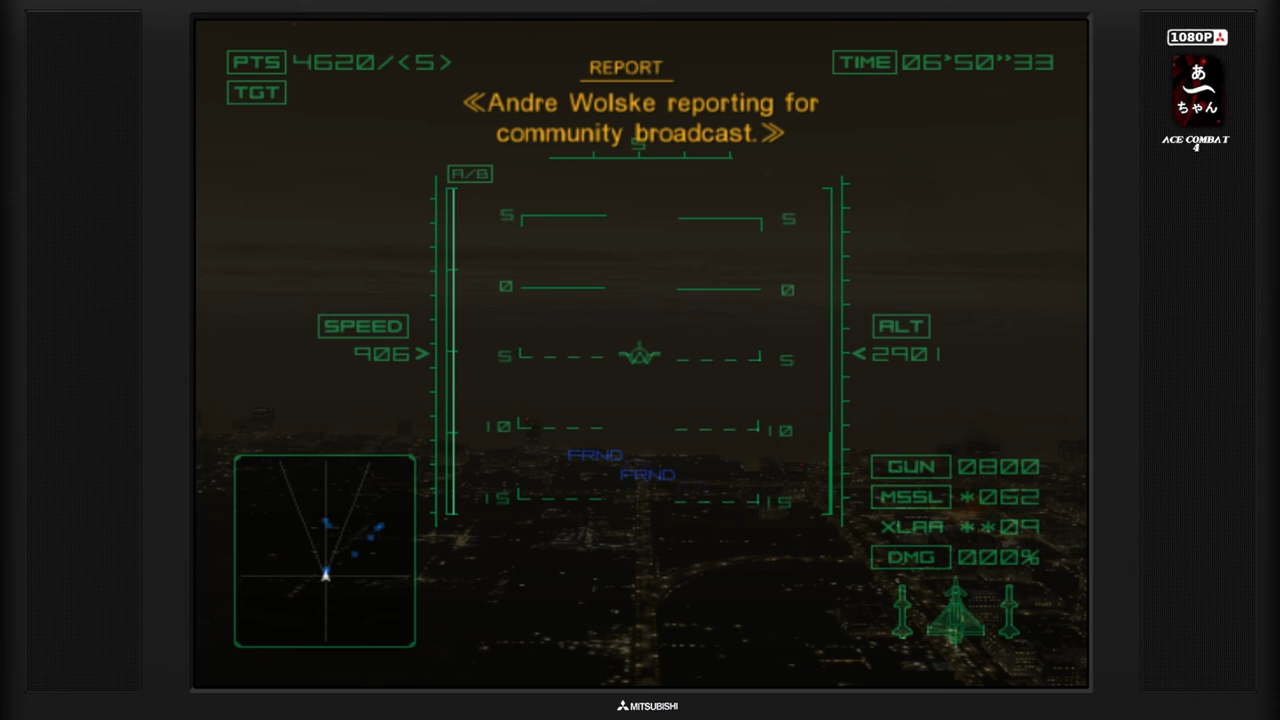 1080P
あ
ー
ちゃん
ACE COMBAT
4
PTS 4620/<S>
TGT
REPORT
≪Andre Wolske reporting for
community broadcast.≫
TIME 06'50"33
S
A/B
5 5
0 0
SPEED
906>
ALT
<2901
5 5
10 10
FRND
FRND
15 15
GUN 0800
MSSL *062
XLAA **09
DMG 000%
MITSUBISHI